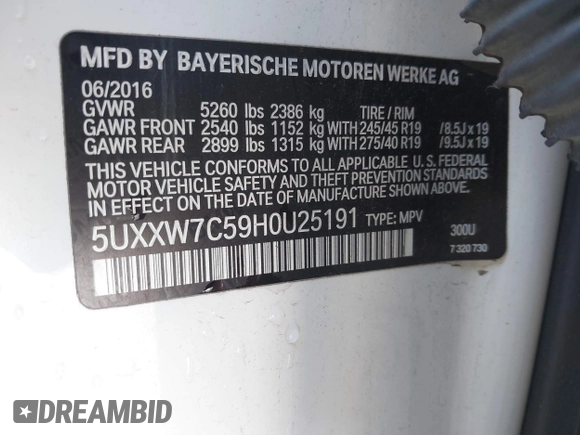 MFD BY BAYERISCHE MOTOREN WERKE AG
06/2016
GVWR 5260 lbs 2386 kg TIRE / RIM
GAWR FRONT 2540 lbs 1152 kg WITH 245/45 R19 /8.5J x 19
GAWR REAR 2899 lbs 1315 kg WITH 275/40 R19 /9.5J x 19
THIS VEHICLE CONFORMS TO ALL APPLICABLE U. S. FEDERAL
MOTOR VEHICLE SAFETY AND THEFT PREVENTION STANDARDS
IN EFFECT ON THE DATE OF MANUFACTURE SHOWN ABOVE.
5UXXW7C59H0U25191 TYPE: MPV
300U
7 320 730
DREAMBID